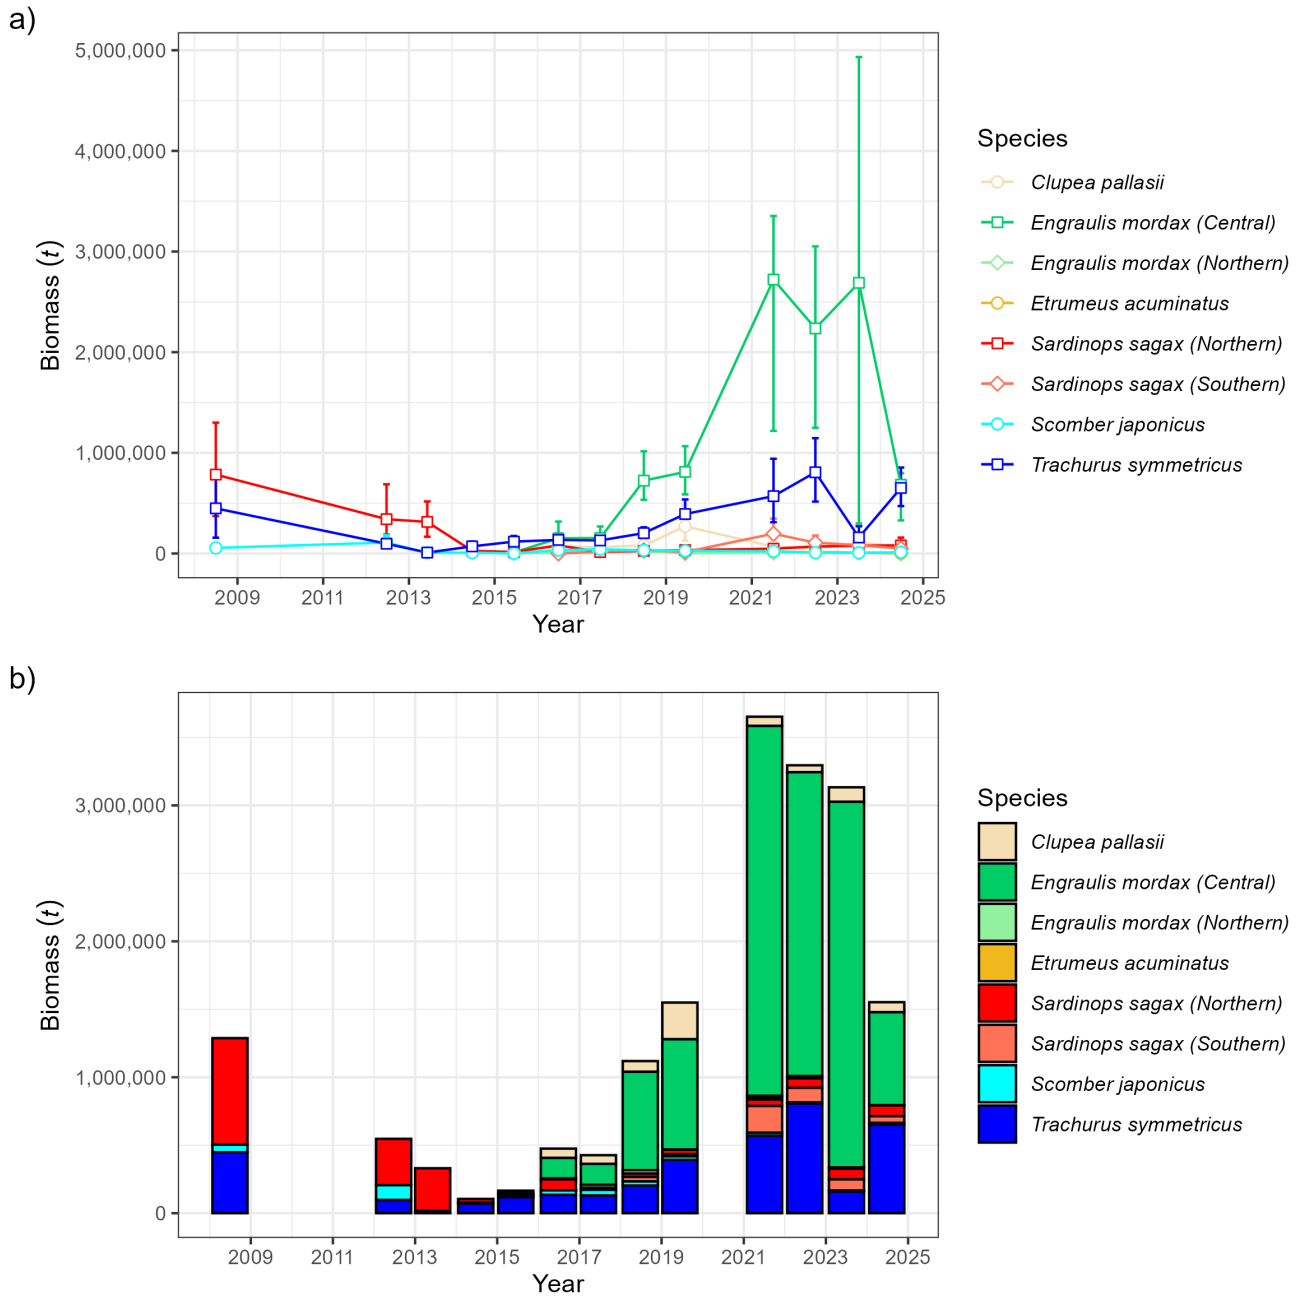 a)
5,000,000
4,000,000
3,000,000
2,000,000
1,000,000
0
Biomass (t)
2009 2011 2013 2015 2017 2019 2021 2023 2025
Year
Species
Clupea pallasii
Engraulis mordax (Central)
Engraulis mordax (Northern)
Etrumeus acuminatus
Sardinops sagax (Northern)
Sardinops sagax (Southern)
Scomber japonicus
Trachurus symmetricus
b)
3,000,000
2,000,000
1,000,000
0
Biomass (t)
2009 2011 2013 2015 2017 2019 2021 2023 2025
Year
Species
Clupea pallasii
Engraulis mordax (Central)
Engraulis mordax (Northern)
Etrumeus acuminatus
Sardinops sagax (Northern)
Sardinops sagax (Southern)
Scomber japonicus
Trachurus symmetricus